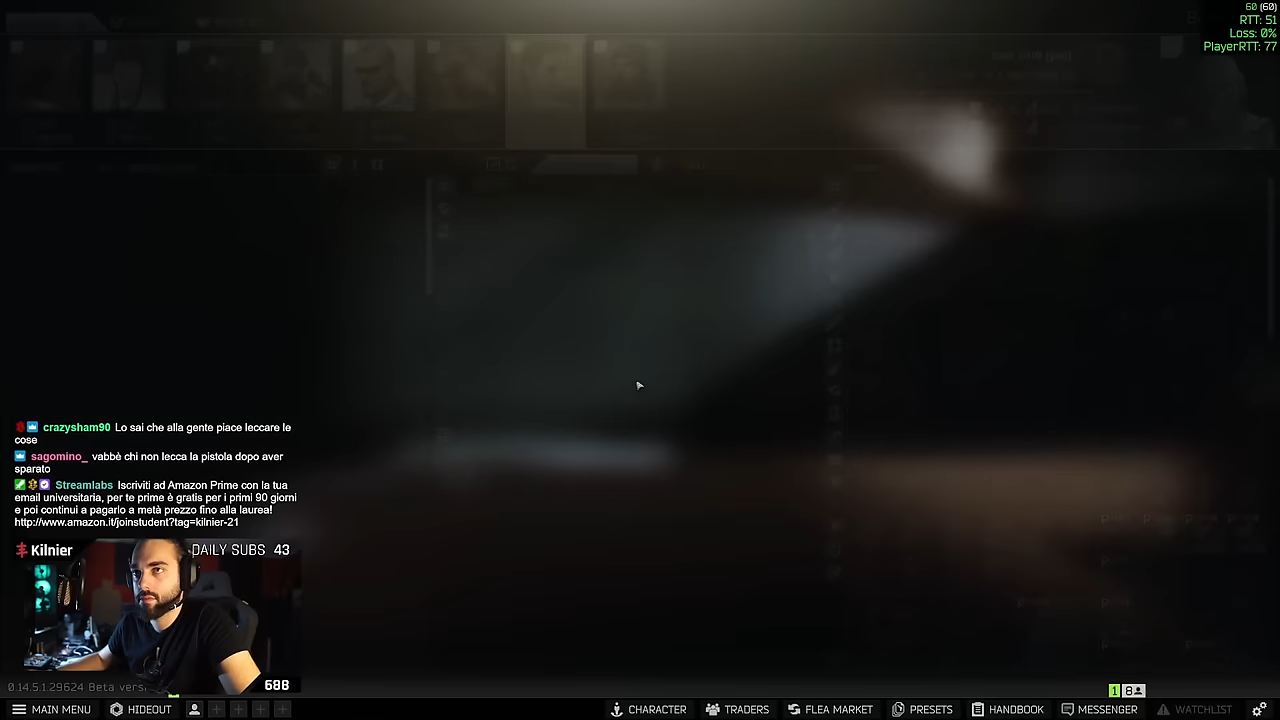 60 (60)
RTT: 51
Loss: 0%
PlayerRTT: 77
crazysham90 Lo sai che alla gente piace leccare le
cose
sagomino_ vabbè chi non lecca la pistola dopo aver
sparato
Streamlabs Iscriviti ad Amazon Prime con la tua
email universitaria, per te prime è gratis per i primi 90 giorni
e poi continui a pagarlo a metà prezzo fino alla laurea!
http://www.amazon.it/joinstudent?tag=kilnier-21
Kilnier DAILY SUBS 43
68B
0.14.5.1.29624 Beta vers
1 8
MAIN MENU HIDEOUT CHARACTER TRADERS FLEA MARKET PRESETS HANDBOOK MESSENGER WATCHLIST